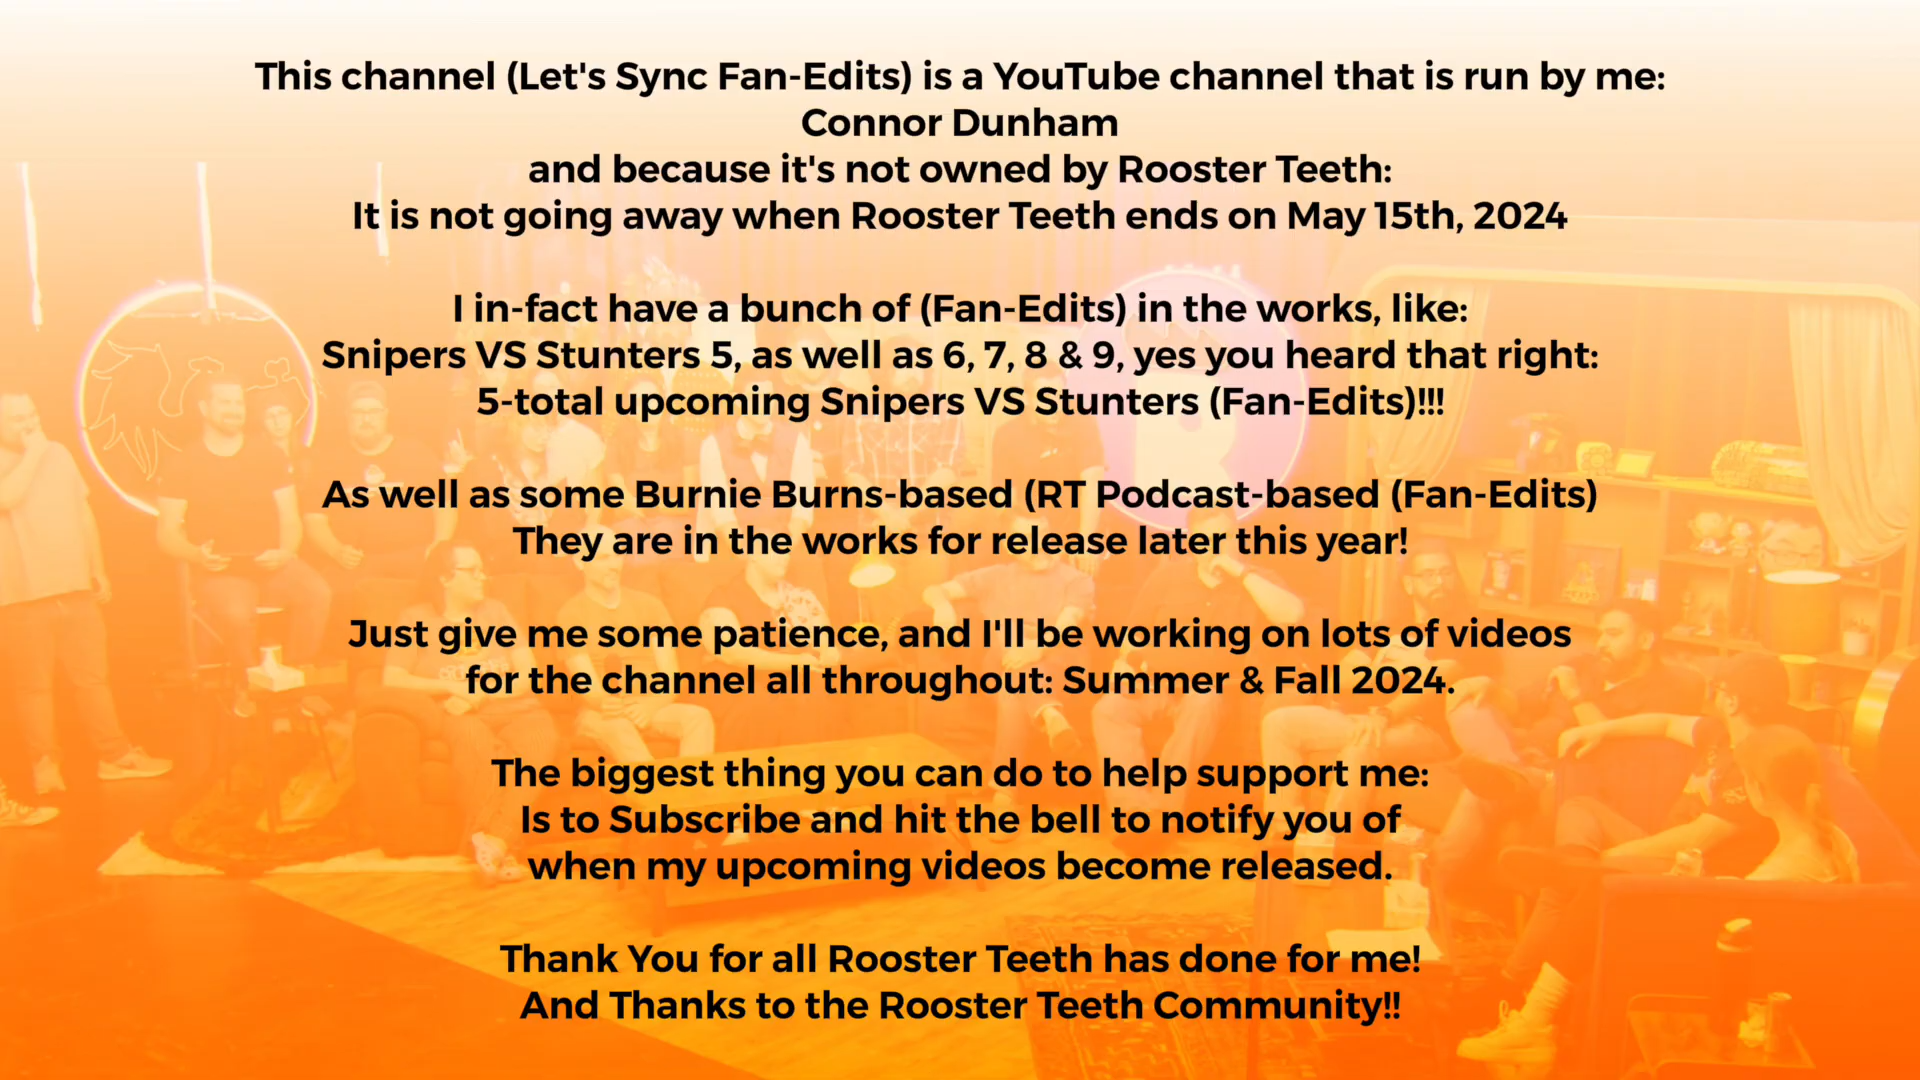 This channel (Let's Sync Fan-Edits) is a YouTube channel that is run by me:
Connor Dunham
and because it's not owned by Rooster Teeth:
It is not going away when Rooster Teeth ends on May 15th, 2024
I in-fact have a bunch of (Fan-Edits) in the works, like:
Snipers VS Stunters 5, as well as 6, 7, 8 & 9, yes you heard that right:
5-total upcoming Snipers VS Stunters (Fan-Edits)!!!
As well as some Burnie Burns-based (RT Podcast-based (Fan-Edits)
They are in the works for release later this year!
Just give me some patience, and I'll be working on lots of videos
for the channel all throughout: Summer & Fall 2024.
The biggest thing you can do to help support me:
Is to Subscribe and hit the bell to notify you of
when my upcoming videos become released.
Thank You for all Rooster Teeth has done for me!
And Thanks to the Rooster Teeth Community!!